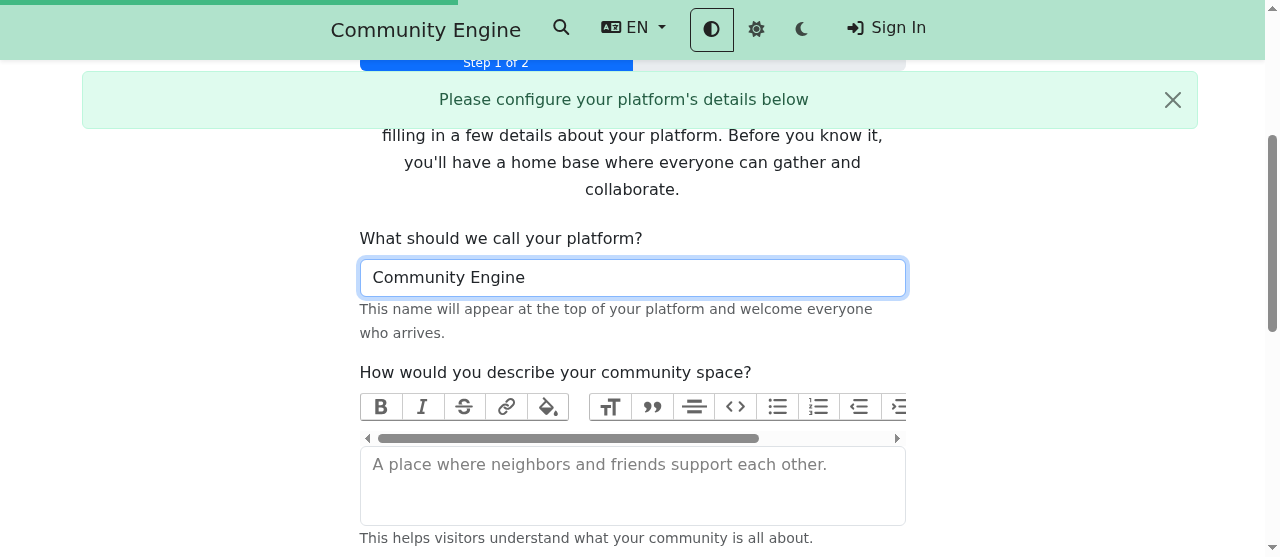 Community Engine
EN
Sign In
Step 1 of 2
Please configure your platform's details below
filling in a few details about your platform. Before you know it,
you'll have a home base where everyone can gather and
collaborate.
What should we call your platform?
Community Engine
This name will appear at the top of your platform and welcome everyone
who arrives.
How would you describe your community space?
A place where neighbors and friends support each other.
This helps visitors understand what your community is all about.